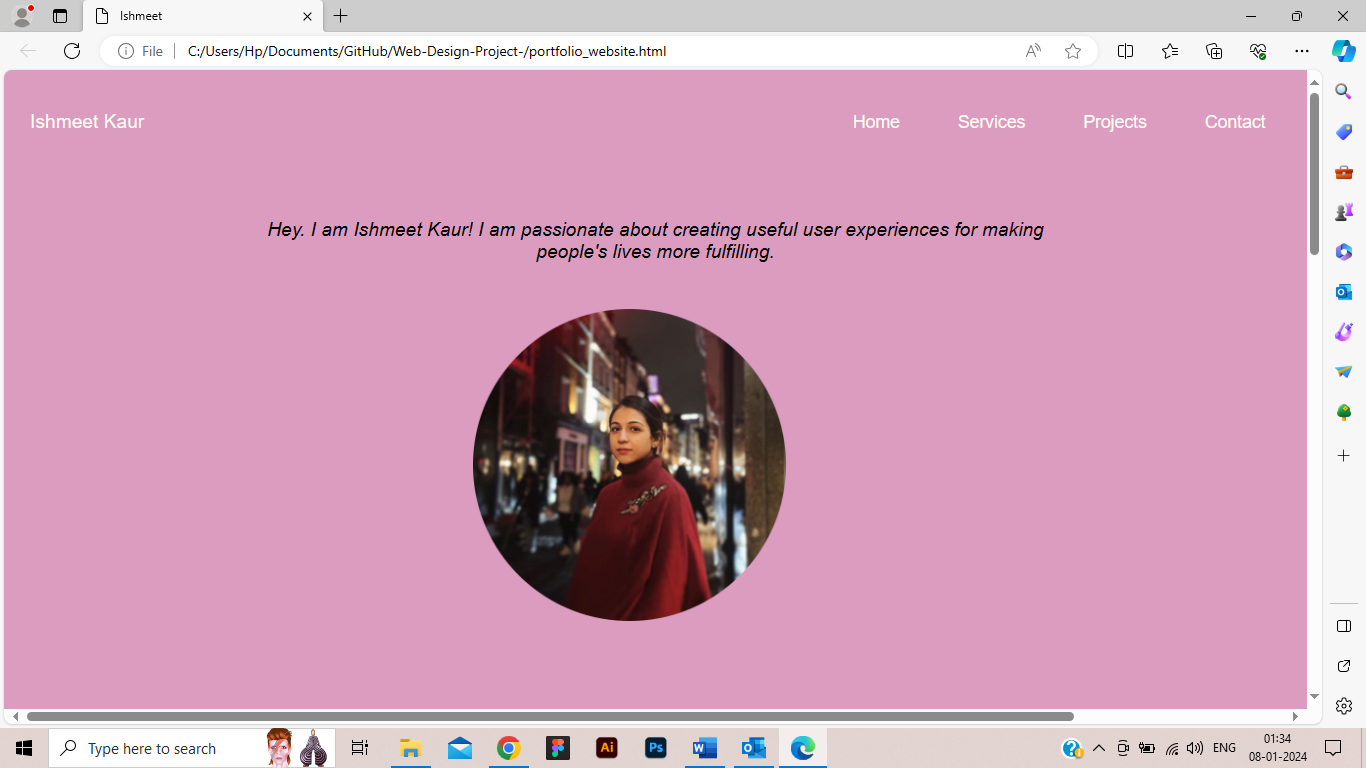 Ishmeet
File
C:/Users/Hp/Documents/GitHub/Web-Design-Project-/portfolio_website.html
Ishmeet Kaur
Home
Services
Projects
Contact
Hey. I am Ishmeet Kaur! I am passionate about creating useful user experiences for making
people's lives more fulfilling.
Type here to search
Ai
Ps
W
ENG
01:34
08-01-2024